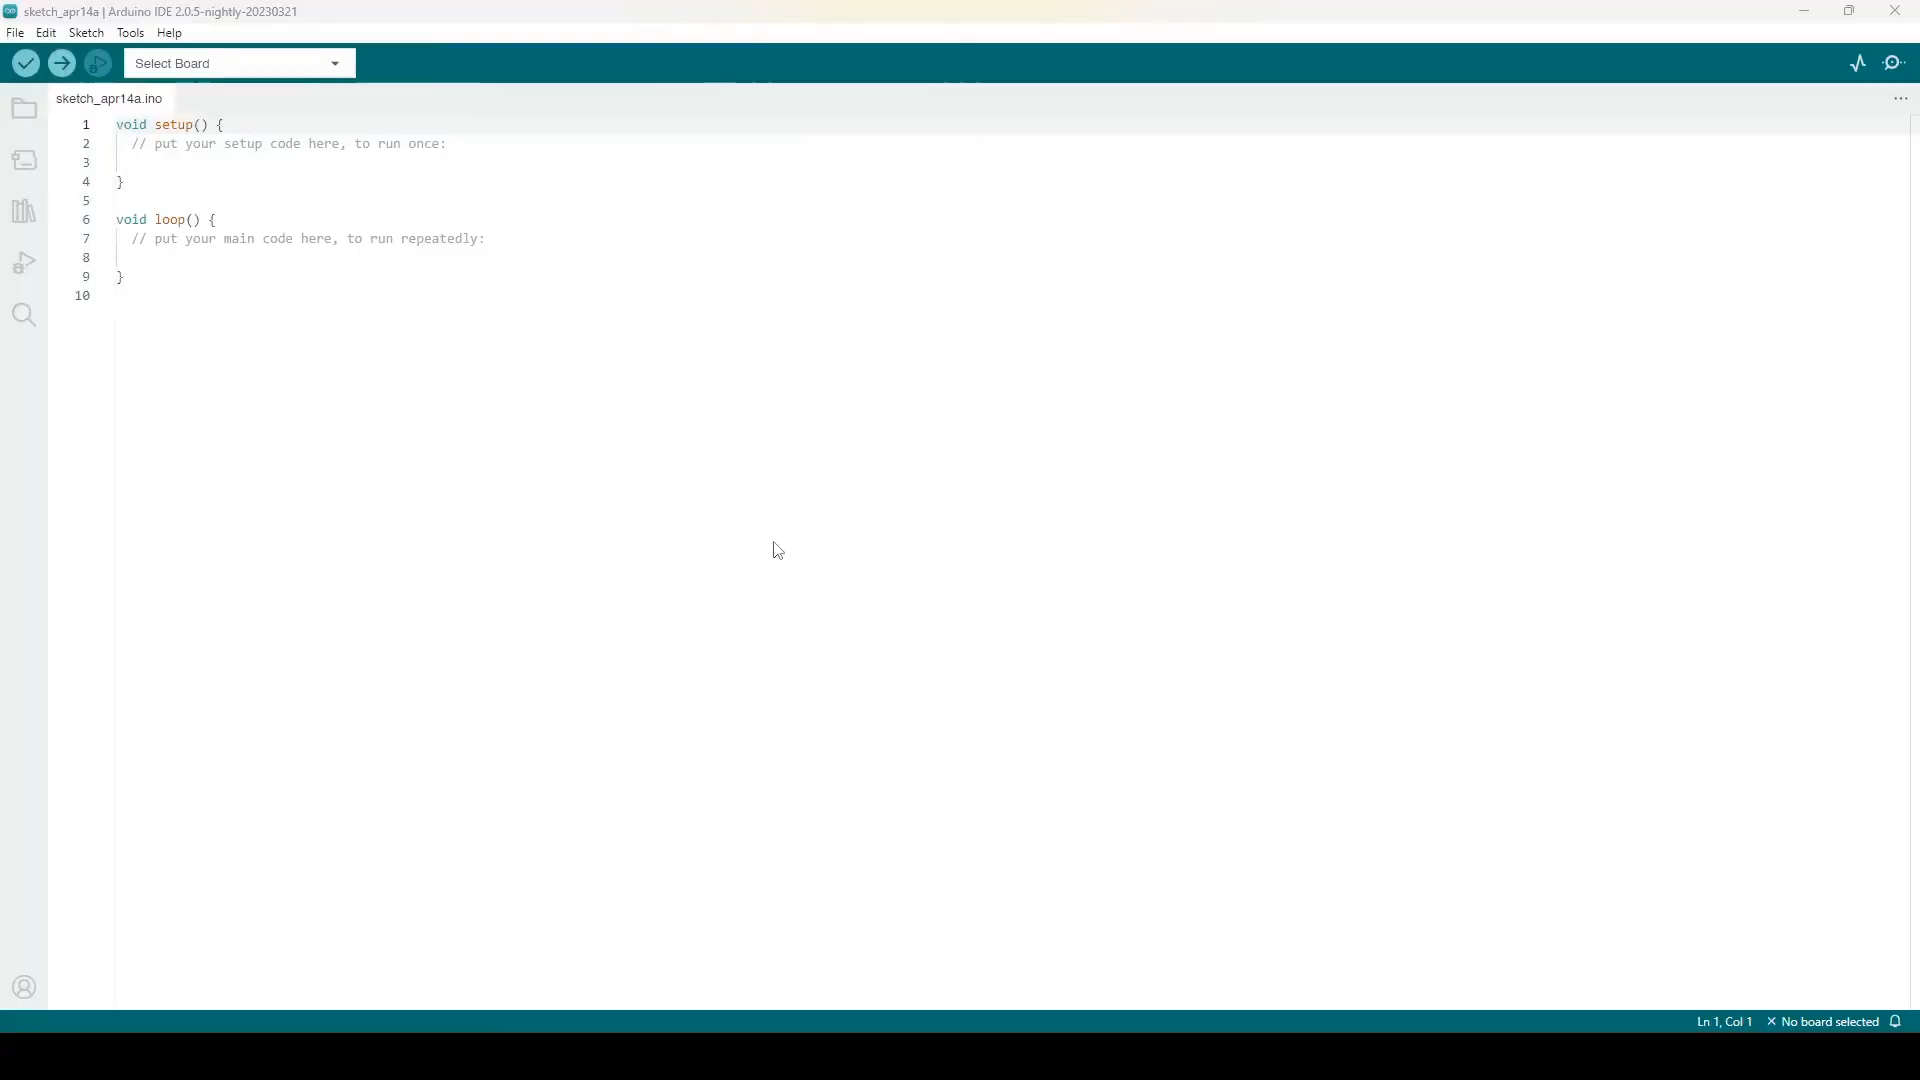 sketch_apr14a | Arduino IDE 2.0.5-nightly-20230321
File Edit Sketch Tools Help
Select Board
sketch_apr14a.ino
1 void setup() {
2 // put your setup code here, to run once:
3
4 }
5
6 void loop() {
7 // put your main code here, to run repeatedly:
8
9 }
10
Ln 1, Col 1 × No board selected